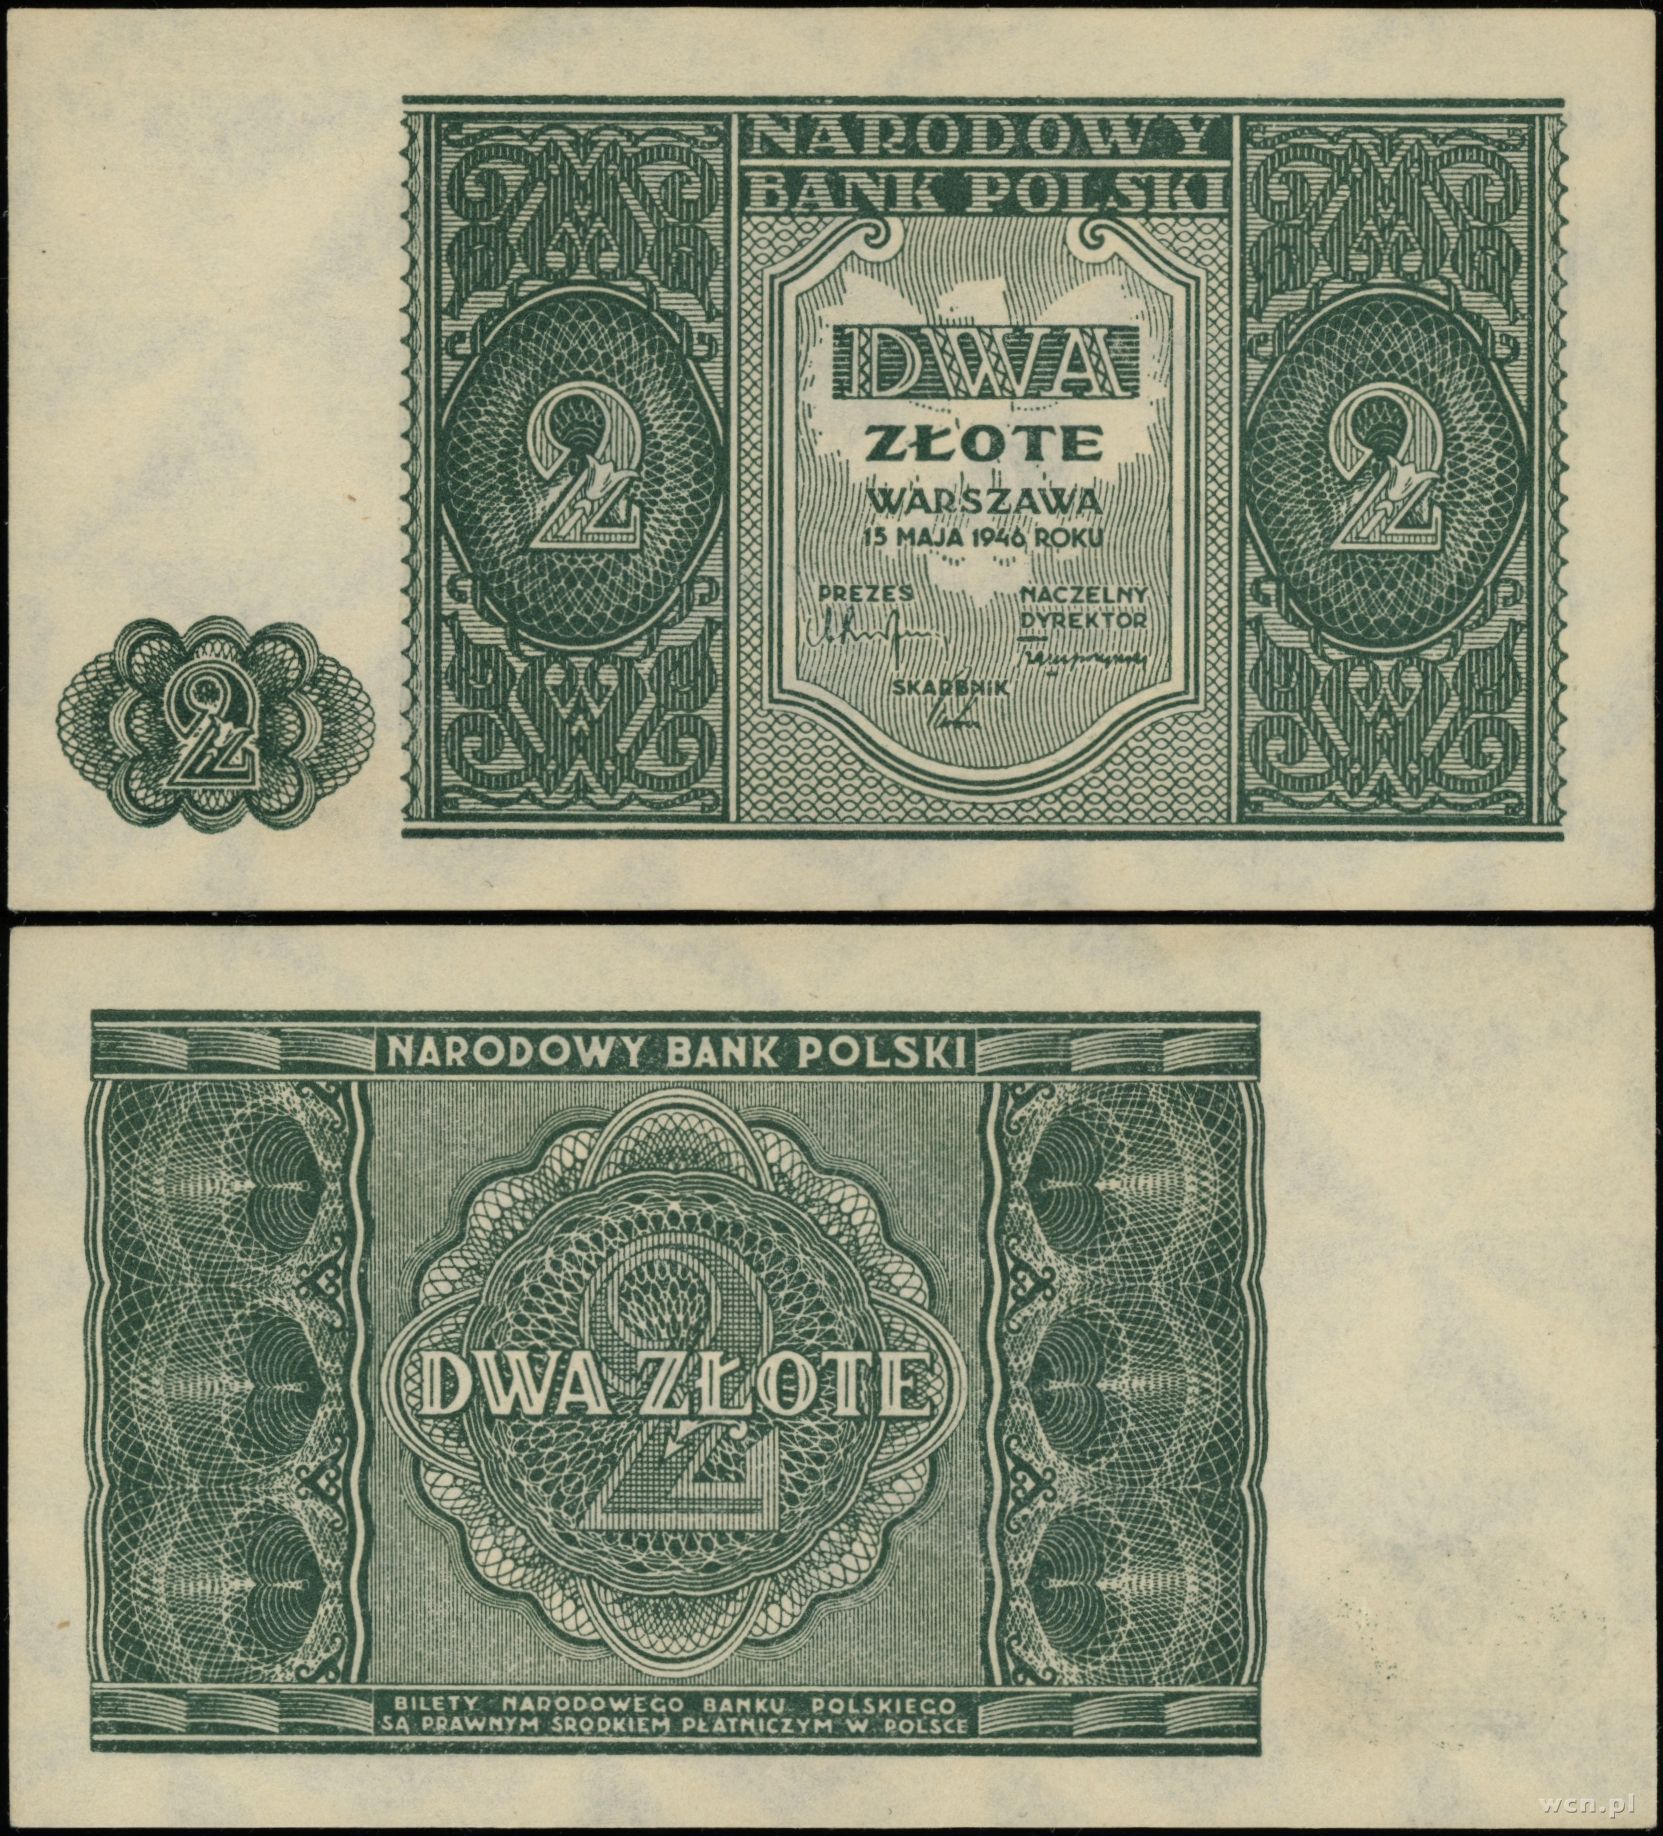 NARODOWY
BANK POLSKI
2
2
DWA
ZŁOTE
WARSZAWA
15 MAJA 1946 ROKU
PREZES
NACZELNY
DYREKTOR
SKARBNIK
2
NARODOWY BANK POLSKI
2
DWA ZŁOTE
BILETY NARODOWEGO BANKU POLSKIEGO
SĄ PRAWNYM ŚRODKIEM PŁATNICZYM W POLSCE
wcn.pl